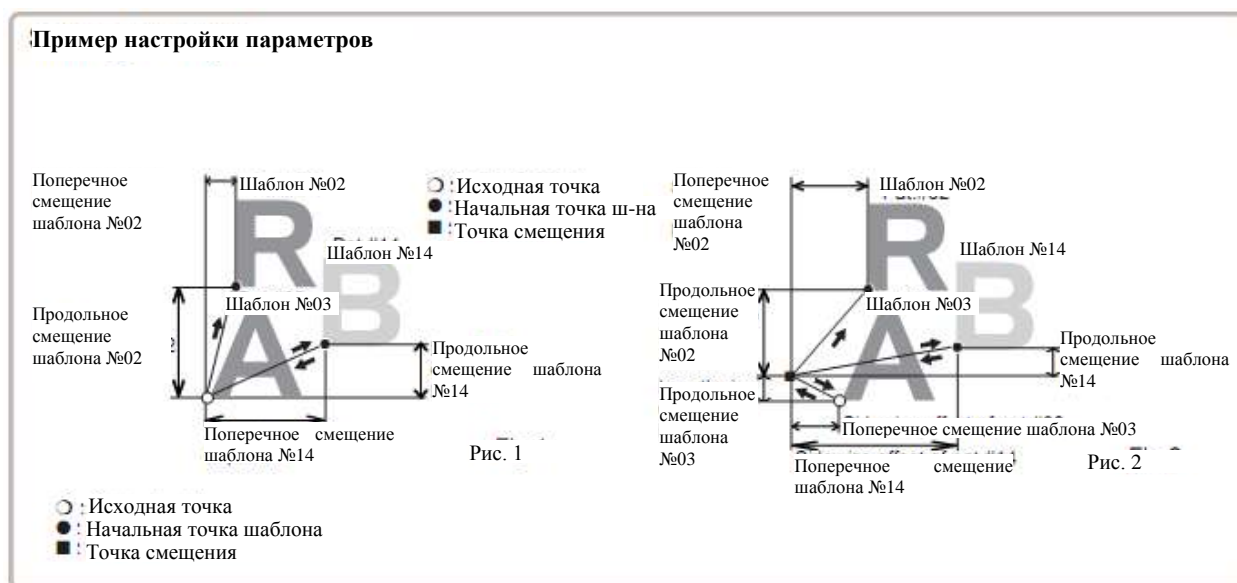 Пример настройки параметров
Поперечное
смещение
шаблона №02
Шаблон №02
Исходная точка
Начальная точка ш-на
Точка смещения
Шаблон №14
Шаблон №03
Продольное
смещение
шаблона №02
Продольное
смещение шаблона
№14
Поперечное смещение
шаблона №14
Рис. 1
R
B
A
Поперечное
смещение
шаблона
№02
Шаблон №02
Шаблон №14
Продольное
смещение
шаблона
№02
Шаблон №03
Продольное
смещение шаблона
№14
Продольное
смещение
шаблона
№03
Поперечное смещение шаблона №03
Поперечное смещение
шаблона №14
Рис. 2
R
B
A
: Исходная точка
: Начальная точка шаблона
: Точка смещения